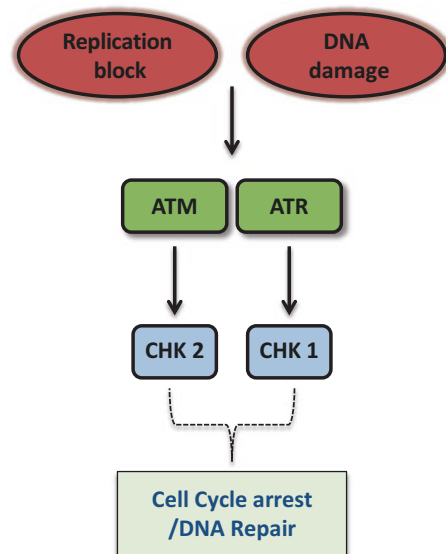 Replication
block
DNA
damage
ATM
ATR
CHK 2
CHK 1
Cell Cycle arrest
/DNA Repair